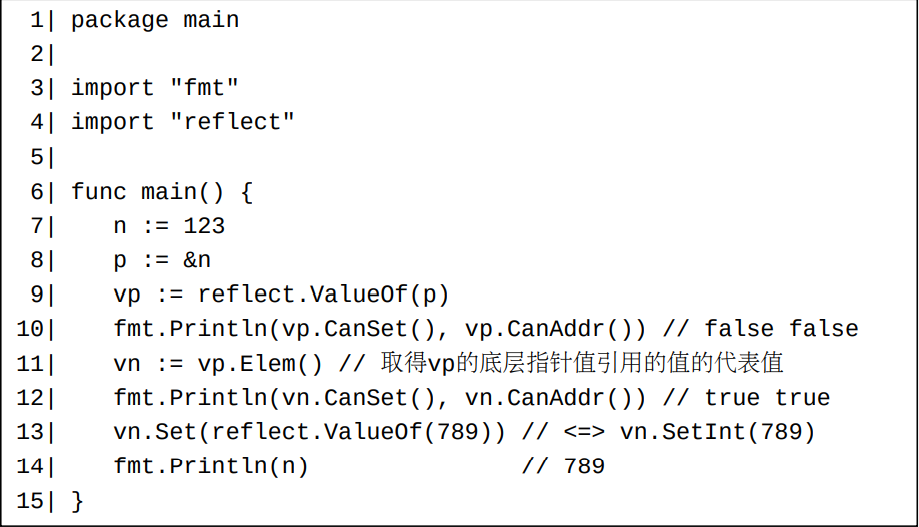 1| package main
 2|
 3| import "fmt"
 4| import "reflect"
 5|
 6| func main() {
 7|    n := 123
 8|    p := &n
 9|    vp := reflect.ValueOf(p)
10|    fmt.Println(vp.CanSet(), vp.CanAddr()) // false false
11|    vn := vp.Elem() // 取得vp的底层指针值引用的值的代表值
12|    fmt.Println(vn.CanSet(), vn.CanAddr()) // true true
13|    vn.Set(reflect.ValueOf(789)) // <=> vn.SetInt(789)
14|    fmt.Println(n)               // 789
15| }